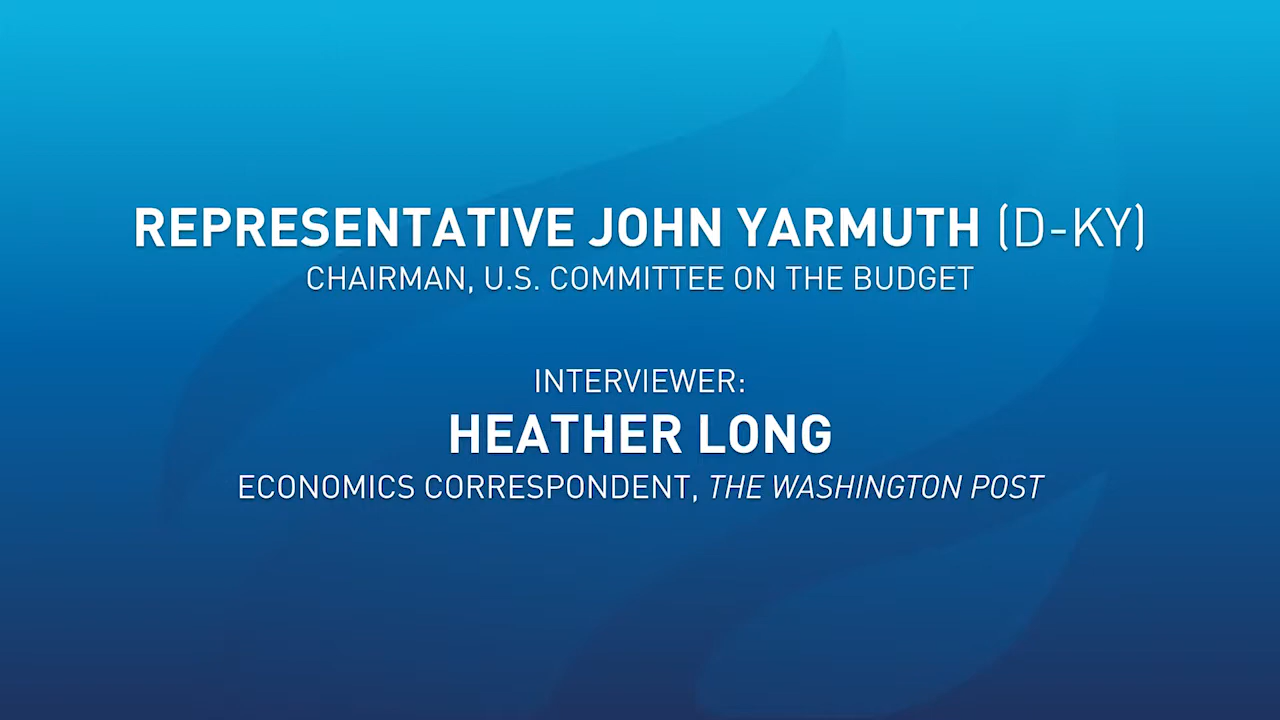 REPRESENTATIVE JOHN YARMUTH (D-KY)
CHAIRMAN, U.S. COMMITTEE ON THE BUDGET
INTERVIEWER:
HEATHER LONG
ECONOMICS CORRESPONDENT, THE WASHINGTON POST